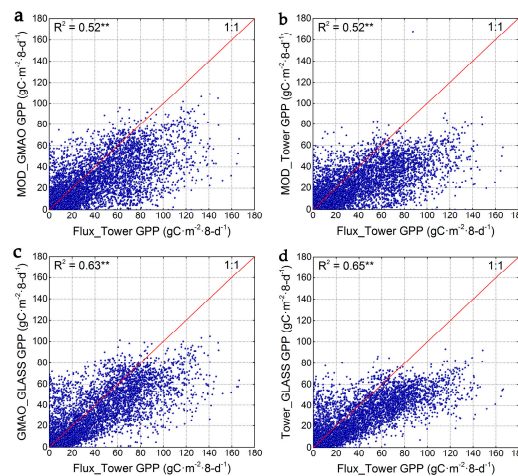 a
R² = 0.52**
1:1
MOD_GMAO GPP (gC·m⁻²·8-d⁻¹)
180
160
140
120
100
80
60
40
20
0
0 20 40 60 80 100 120 140 160 180
Flux_Tower GPP (gC·m⁻²·8-d⁻¹)
b
R² = 0.52**
1:1
MOD_Tower GPP (gC·m⁻²·8-d⁻¹)
180
160
140
120
100
80
60
40
20
0
0 20 40 60 80 100 120 140 160 180
Flux_Tower GPP (gC·m⁻²·8-d⁻¹)
c
R² = 0.63**
1:1
GMAO_GLASS GPP (gC·m⁻²·8-d⁻¹)
180
160
140
120
100
80
60
40
20
0
0 20 40 60 80 100 120 140 160 180
Flux_Tower GPP (gC·m⁻²·8-d⁻¹)
d
R² = 0.65**
1:1
Tower_GLASS GPP (gC·m⁻²·8-d⁻¹)
180
160
140
120
100
80
60
40
20
0
0 20 40 60 80 100 120 140 160 180
Flux_Tower GPP (gC·m⁻²·8-d⁻¹)